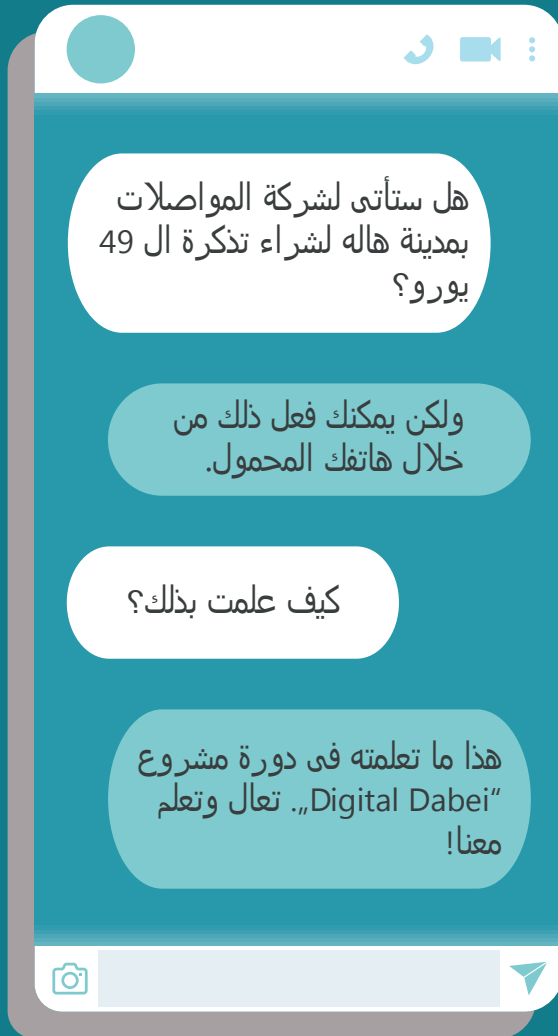 هل ستأتى لشركة المواصلات
بمدينة هاله لشراء تذكرة ال 49
يورو؟
ولكن يمكنك فعل ذلك من
خلال هاتفك المحمول.
كيف علمت بذلك؟
هذا ما تعلمته فى دورة مشروع
“Digital Dabei„. تعال وتعلم
معنا!